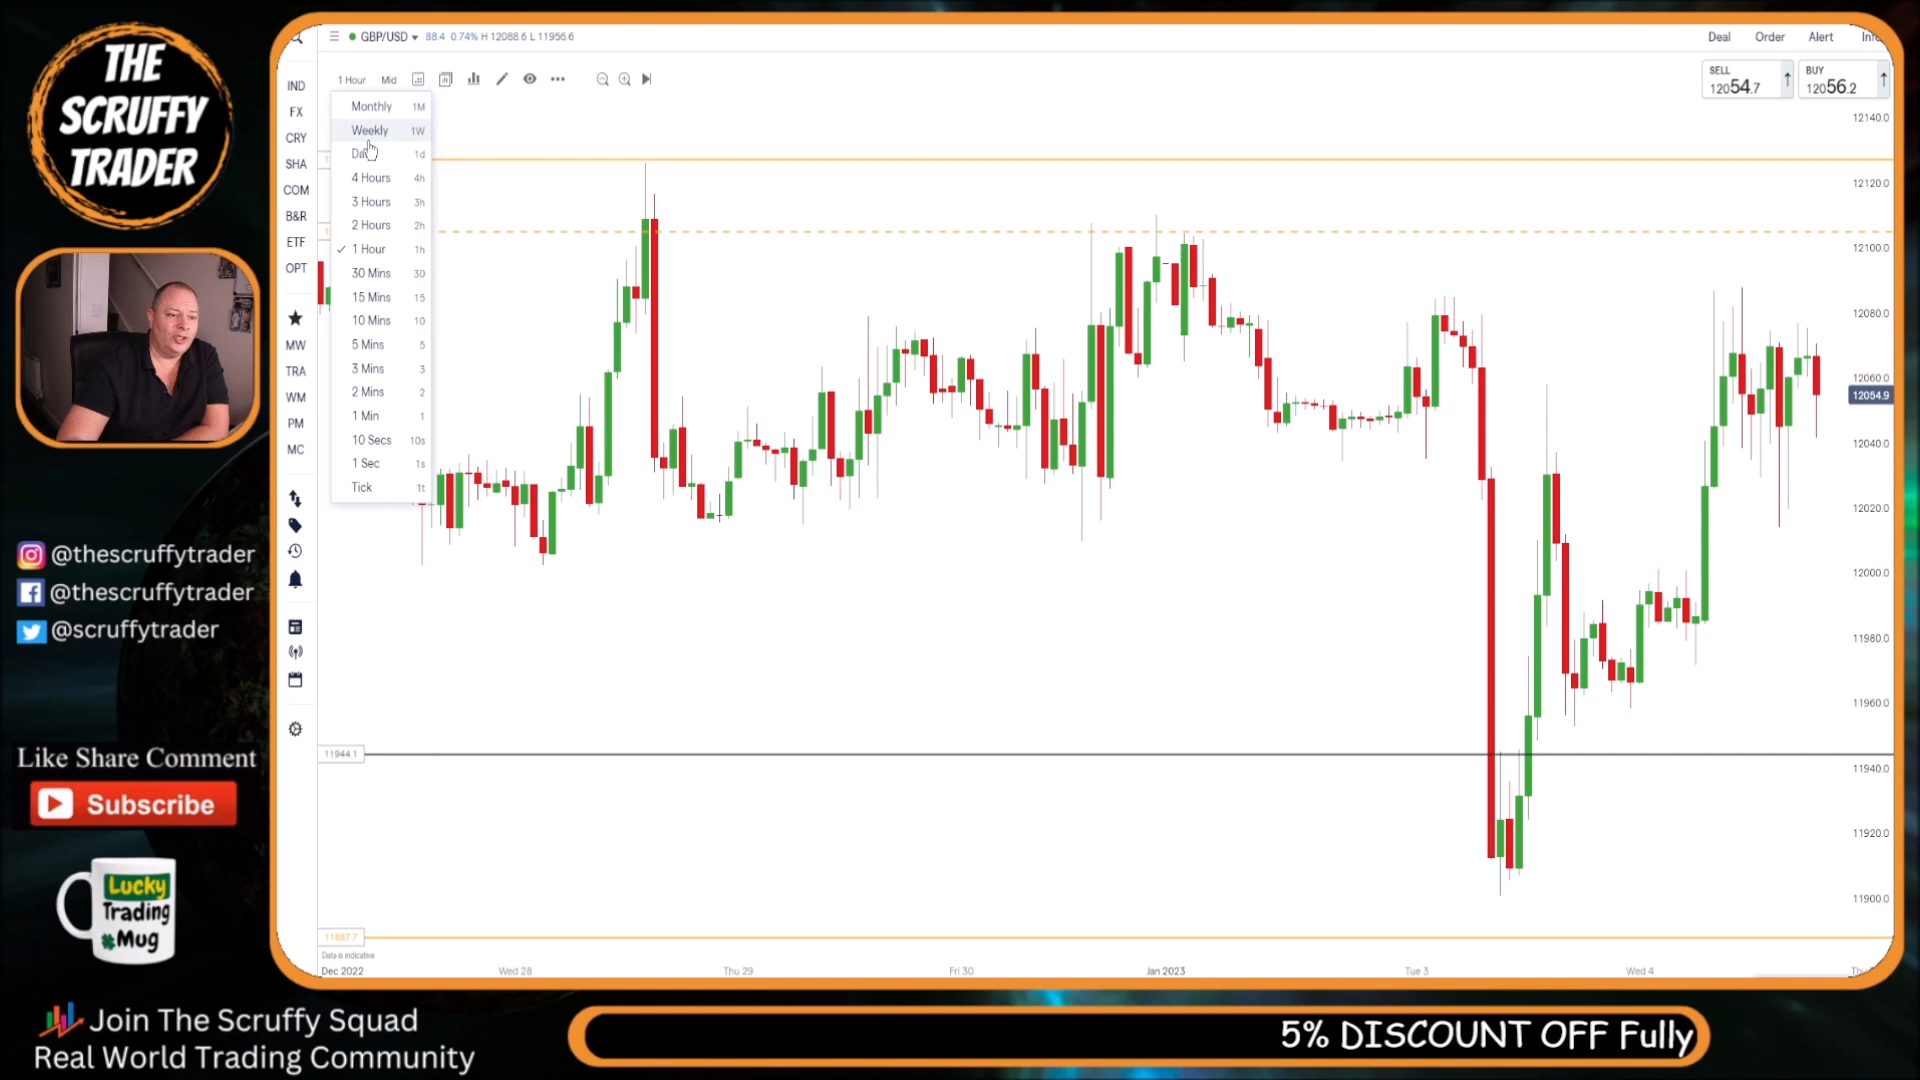 THE
SCRUFFY
TRADER
GBP/USD 88.4 0.74% H 12088.6 L 11956.6
Deal Order Alert
1 Hour Mid
SELL
12054.7
BUY
12056.2
IND
FX
CRY
SHA
COM
B&R
ETF
OPT
MW
TRA
WM
PM
MC
Monthly 1M
Weekly 1W
1d
4 Hours 4h
3 Hours 3h
2 Hours 2h
1 Hour 1h
30 Mins 30
15 Mins 15
10 Mins 10
5 Mins 5
3 Mins 3
2 Mins 2
1 Min 1
10 Secs 10s
1 Sec 1s
Tick 1t
12140.0
12120.0
12100.0
12080.0
12060.0
12054.9
12040.0
12020.0
12000.0
11980.0
11960.0
11940.0
11920.0
11900.0
11944.1
11887.7
Data is indicative
Dec 2022 Wed 28 Thu 29 Fri 30 Jan 2023 Tue 3 Wed 4
@thescruffytrader
@thescruffytrader
@scruffytrader
Like Share Comment
Subscribe
Lucky
Trading
Mug
Join The Scruffy Squad
Real World Trading Community
5% DISCOUNT OFF Fully